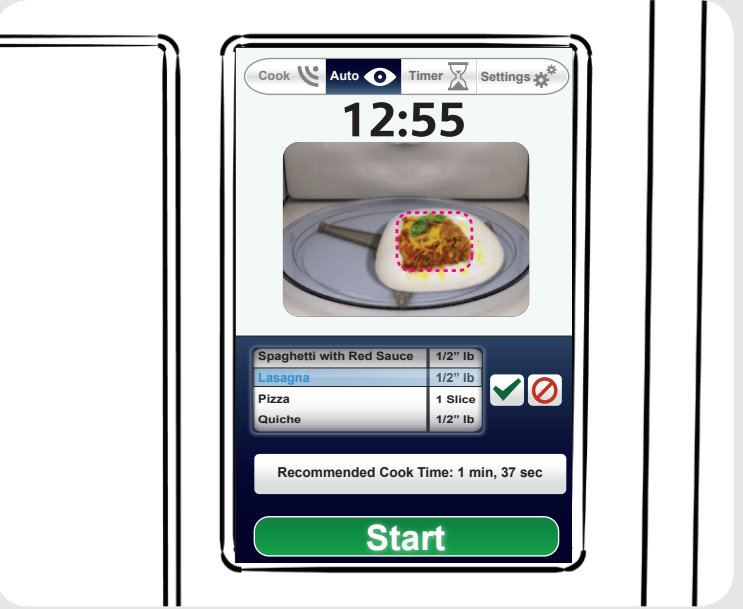 Cook Auto Timer Settings
12:55
Spaghetti with Red Sauce 1/2” lb
Lasagna 1/2” lb
Pizza 1 Slice
Quiche 1/2” lb
Recommended Cook Time: 1 min, 37 sec
Start